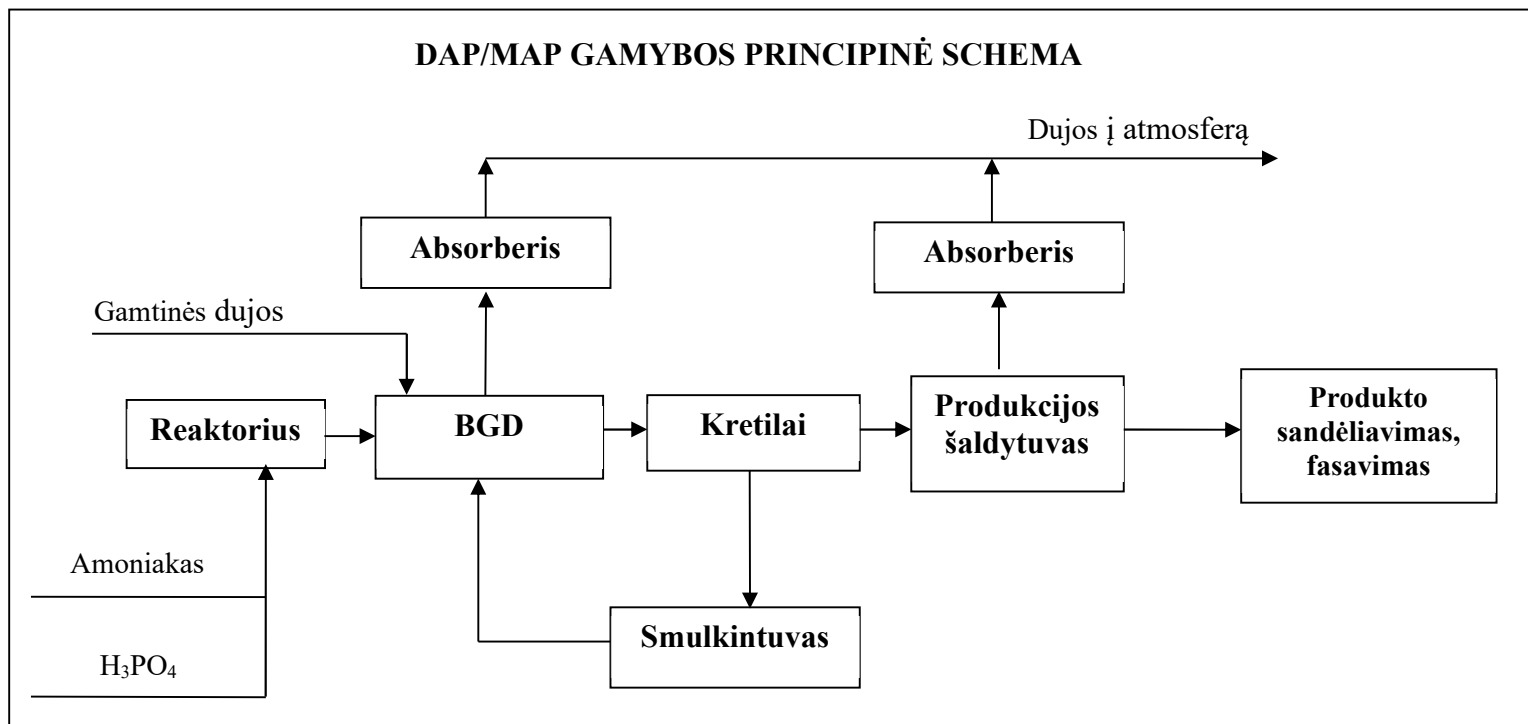 DAP/MAP GAMYBOS PRINCIPINĖ SCHEMA
Dujos į atmosferą
Absorberis
Absorberis
Gamtinės dujos
Reaktorius
BGD
Kretilai
Produkcijos
šaldytuvas
Produkto
sandėliavimas,
fasavimas
Amoniakas
Smulkintuvas
H₃PO₄